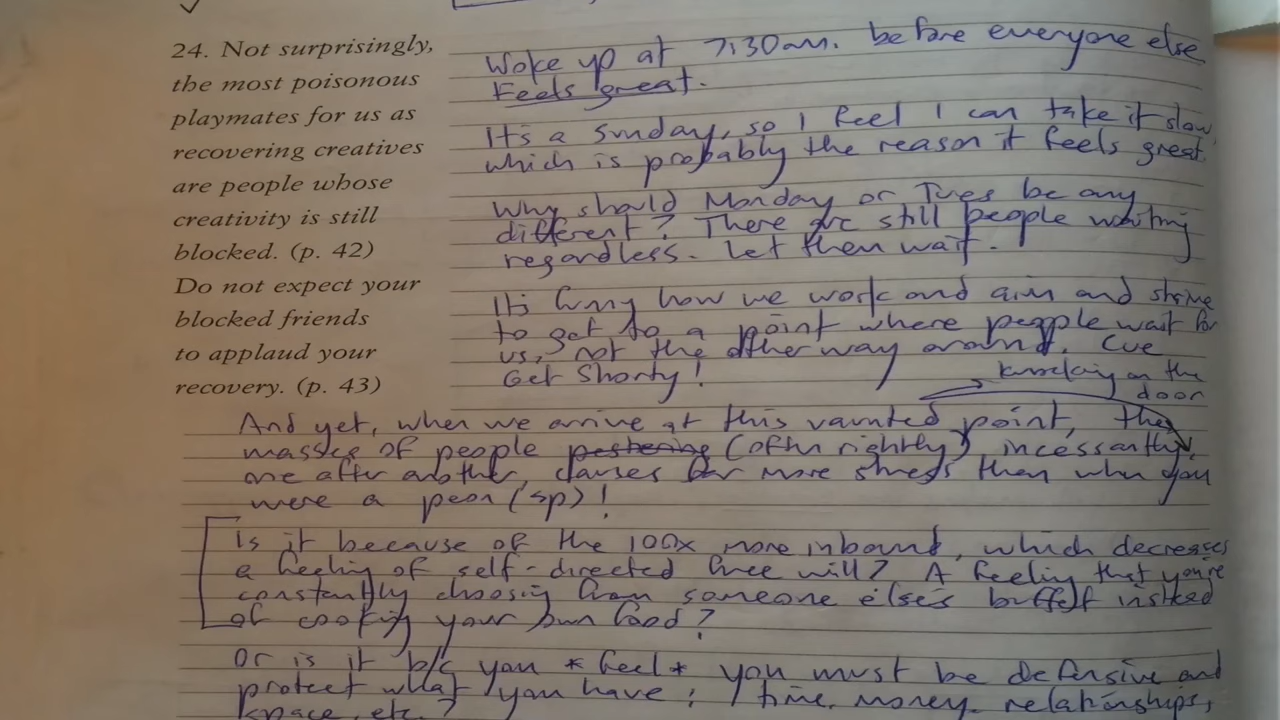 24. Not surprisingly,
the most poisonous
playmates for us as
recovering creatives
are people whose
creativity is still
blocked. (p. 42)
Do not expect your
blocked friends
to applaud your
recovery. (p. 43)
Woke up at 7:30am. before everyone else
Feels great.
It's a Sunday, so I feel I can take it slow,
which is probably the reason it feels great.
Why should Monday or Tues be any
different? There are still people waiting
regardless. Let them wait.
It's funny how we work and aim and strive
to get to a point where people wait for
us, not the other way around. Cue
Get Shorty!
knocking on the
door
And yet, when we arrive at this vaunted point, the
masses of people pestering (often rightly) incessantly,
one after another, causes far more stress than when you
were a peon (sp)!
Is it because of the 100x more inbound, which decreases
a feeling of self-directed free will? A feeling that you're
constantly choosing from someone else's buffet instead
of cooking your own food?
Or is it b/c you *feel* you must be defensive and
protect what you have: time, money, relationships,
space, etc.?